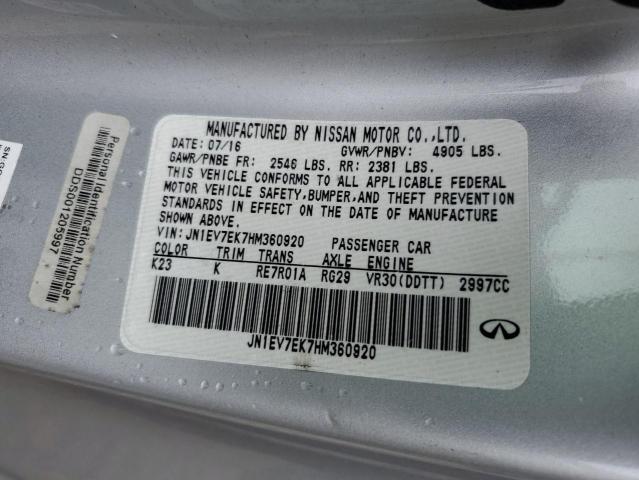 MANUFACTURED BY NISSAN MOTOR CO.,LTD.
DATE: 07/16 GVWR/PNBV: 4905 LBS.
GAWR/PNBE FR: 2546 LBS. RR: 2381 LBS.
THIS VEHICLE CONFORMS TO ALL APPLICABLE FEDERAL
MOTOR VEHICLE SAFETY,BUMPER,AND THEFT PREVENTION
STANDARDS IN EFFECT ON THE DATE OF MANUFACTURE
SHOWN ABOVE.
VIN: JN1EV7EK7HM360920 PASSENGER CAR
COLOR TRIM TRANS AXLE ENGINE
K23 K RE7R01A RG29 VR30(DDTT) 2997CC
JN1EV7EK7HM360920
Personal Identification Number
DDS001205997